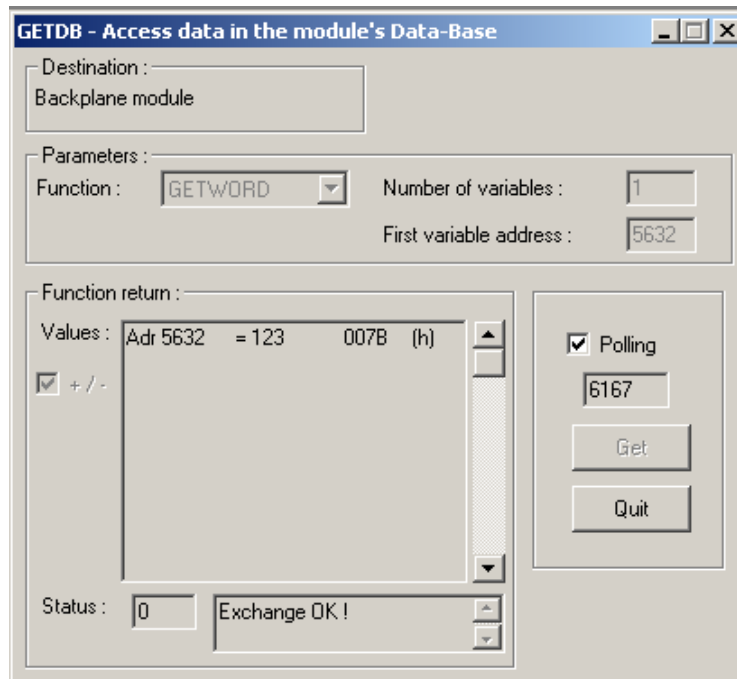 GETDB - Access data in the module's Data-Base
Destination :
Backplane module
Parameters :
Function : GETWORD Number of variables : 1
First variable address : 5632
Function return :
Values : Adr 5632 = 123 007B (h)
+ / -
Polling
6167
Get
Quit
Status : 0 Exchange OK !